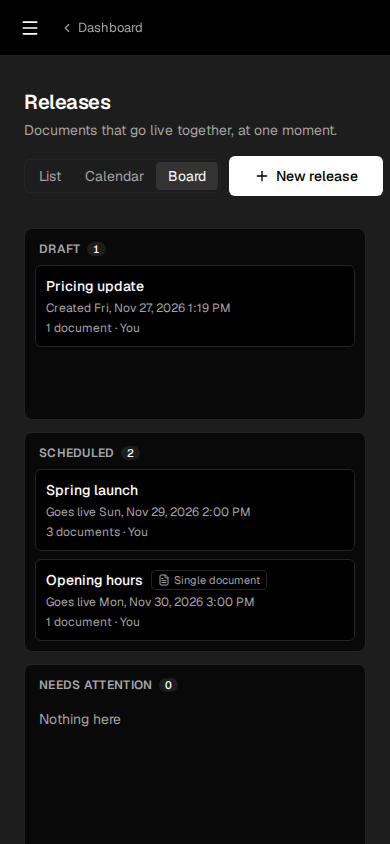 Dashboard
Releases
Documents that go live together, at one moment.
List Calendar Board New release
DRAFT 1
Pricing update
Created Fri, Nov 27, 2026 1:19 PM
1 document · You
SCHEDULED 2
Spring launch
Goes live Sun, Nov 29, 2026 2:00 PM
3 documents · You
Opening hours Single document
Goes live Mon, Nov 30, 2026 3:00 PM
1 document · You
NEEDS ATTENTION 0
Nothing here